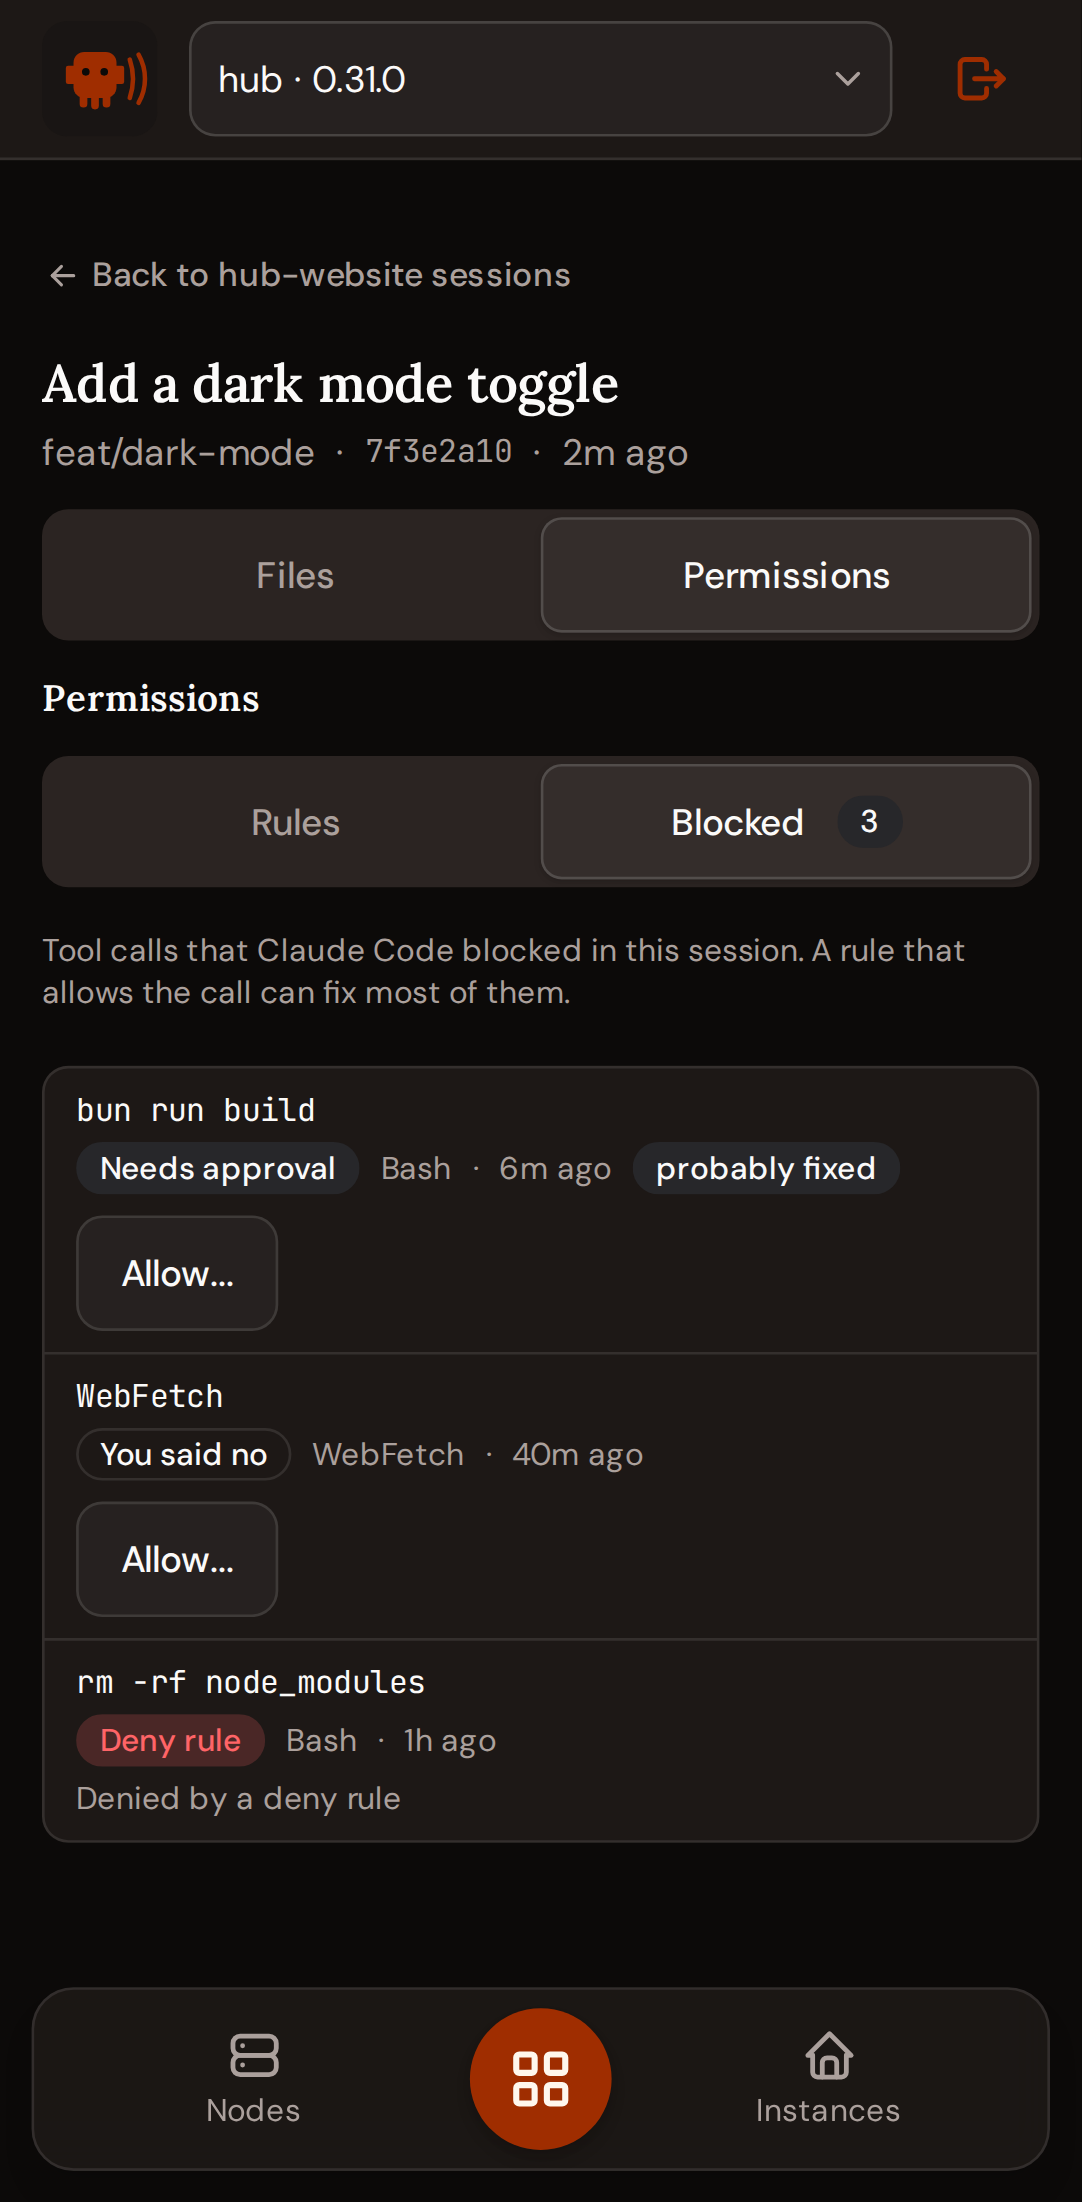 hub · 0.31.0
← Back to hub-website sessions
Add a dark mode toggle
feat/dark-mode · 7f3e2a10 · 2m ago
Files Permissions
Permissions
Rules Blocked 3
Tool calls that Claude Code blocked in this session. A rule that
allows the call can fix most of them.
bun run build
Needs approval Bash · 6m ago probably fixed
Allow...
WebFetch
You said no WebFetch · 40m ago
Allow...
rm -rf node_modules
Deny rule Bash · 1h ago
Denied by a deny rule
Nodes Instances